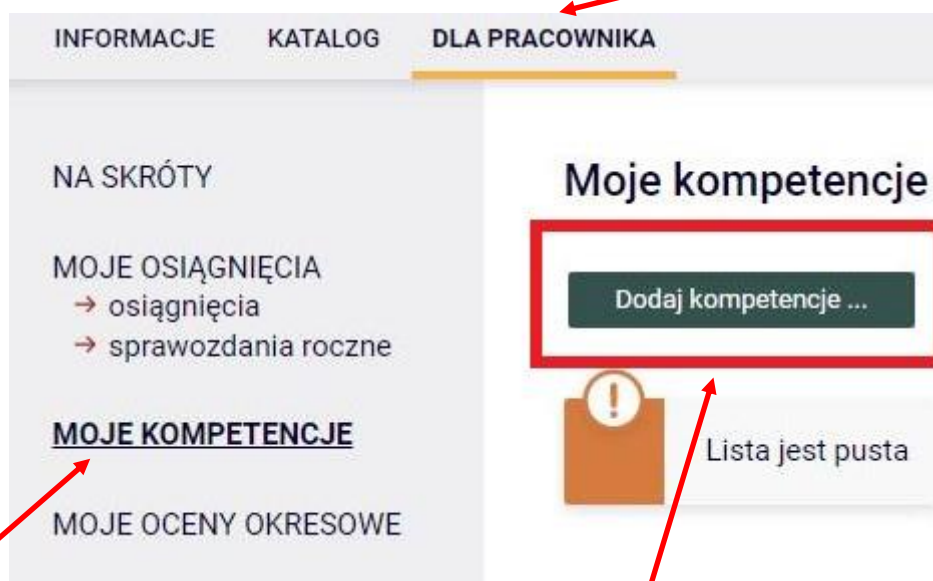 INFORMACJE KATALOG DLA PRACOWNIKA
NA SKRÓTY
MOJE OSIĄGNIĘCIA
→ osiągnięcia
→ sprawozdania roczne
MOJE KOMPETENCJE
MOJE OCENY OKRESOWE
Moje kompetencje
Dodaj kompetencje ...
!
Lista jest pusta